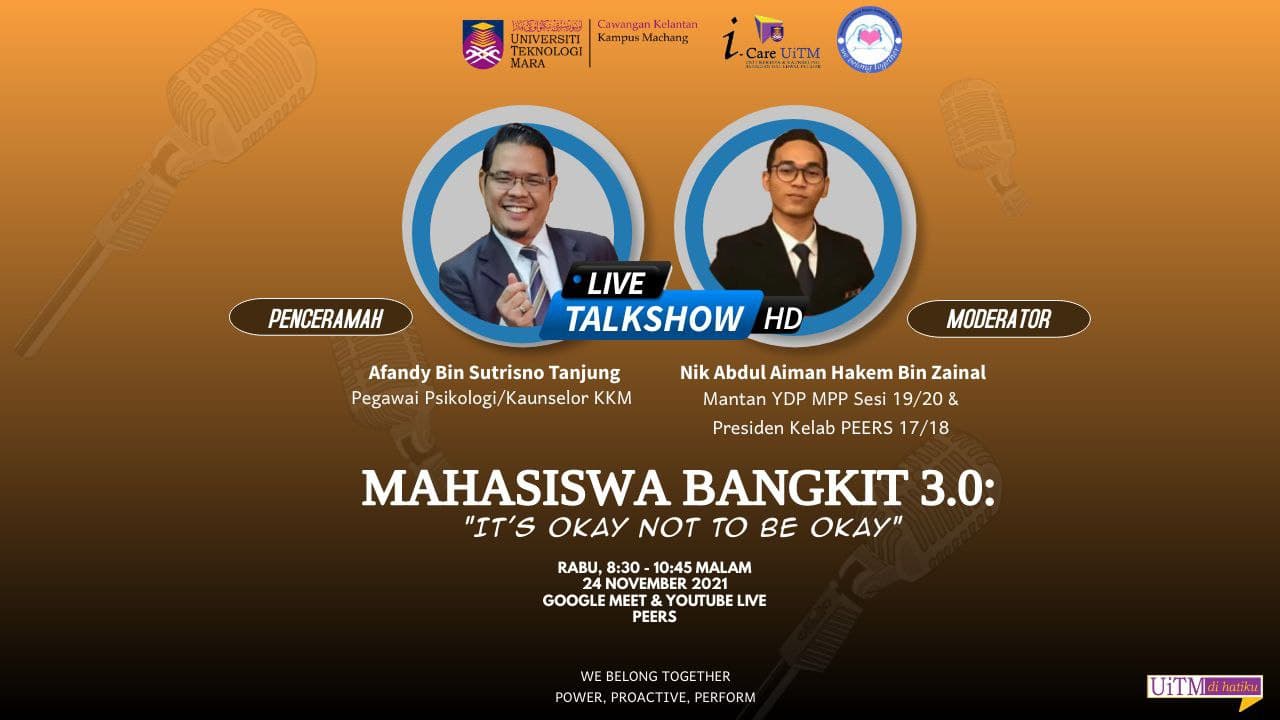 UNIVERSITI
TEKNOLOGI
MARA
Cawangan Kelantan
Kampus Machang
i-Care UiTM
We belong Together
LIVE
TALKSHOW HD
PENCERAMAH
MODERATOR
Afandy Bin Sutrisno Tanjung
Pegawai Psikologi/Kaunselor KKM
Nik Abdul Aiman Hakem Bin Zainal
Mantan YDP MPP Sesi 19/20 &
Presiden Kelab PEERS 17/18
MAHASISWA BANGKIT 3.0:
"IT'S OKAY NOT TO BE OKAY"
RABU, 8:30 - 10:45 MALAM
24 NOVEMBER 2021
GOOGLE MEET & YOUTUBE LIVE
PEERS
WE BELONG TOGETHER
POWER, PROACTIVE, PERFORM
UiTM di hatiku